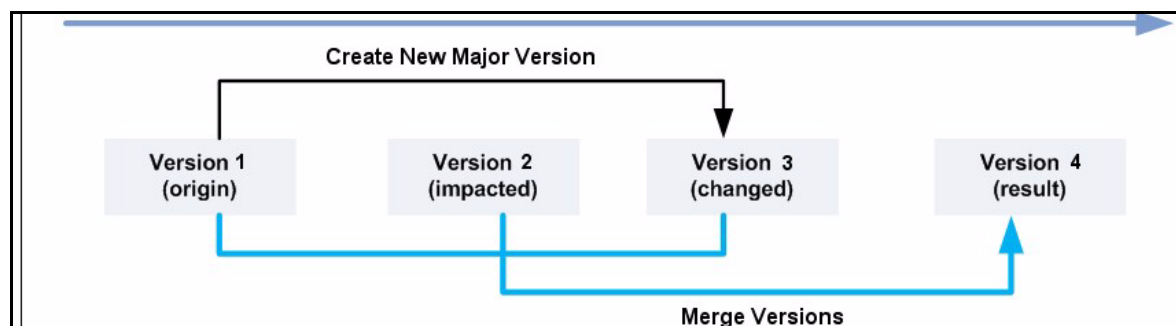 Create New Major Version
Version 1
(origin)
Version 2
(impacted)
Version 3
(changed)
Version 4
(result)
Merge Versions